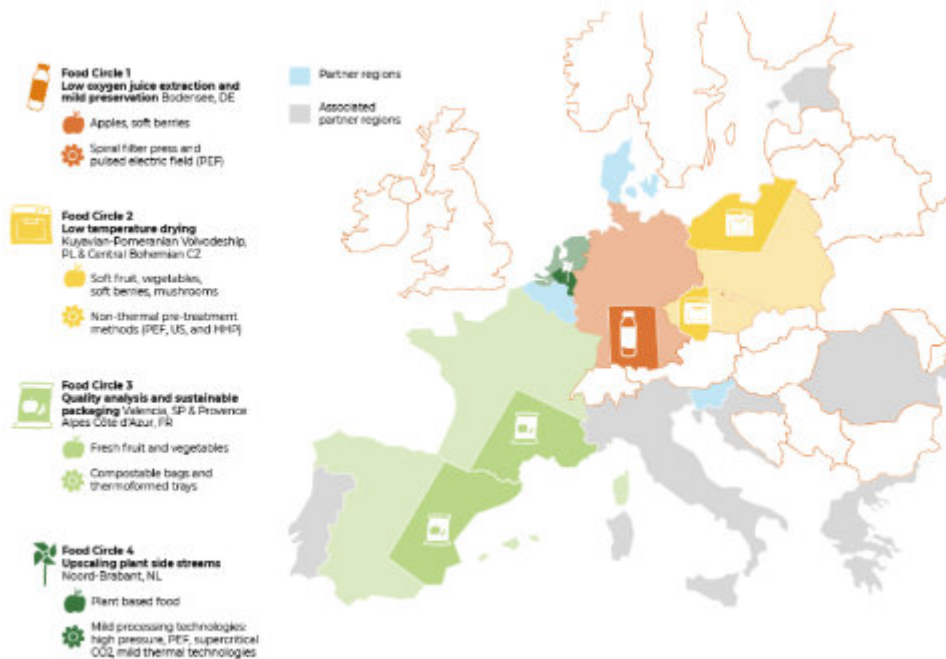 Food Circle 1
Low oxygen juice extraction and
mild preservation Bodensee, DE
Apples, soft berries
Spiral filter press and
pulsed electric field (PEF)
Food Circle 2
Low temperature drying
Kuyavian-Pomeranian Voivodeship,
PL & Central Bohemian CZ
Soft fruit, vegetables,
soft berries, mushrooms
Non-thermal pre-treatment
methods (PEF, US, and HHP)
Food Circle 3
Quality analysis and sustainable
packaging Valencia, SP & Provence
Alpes Côte d'Azur, FR
Fresh fruit and vegetables
Compostable bags and
thermoformed trays
Food Circle 4
Upscaling plant side streams
Noord-Brabant, NL
Plant based food
Mild processing technologies:
high pressure, PEF, supercritical
CO2, mild thermal technologies
Partner regions
Associated
partner regions